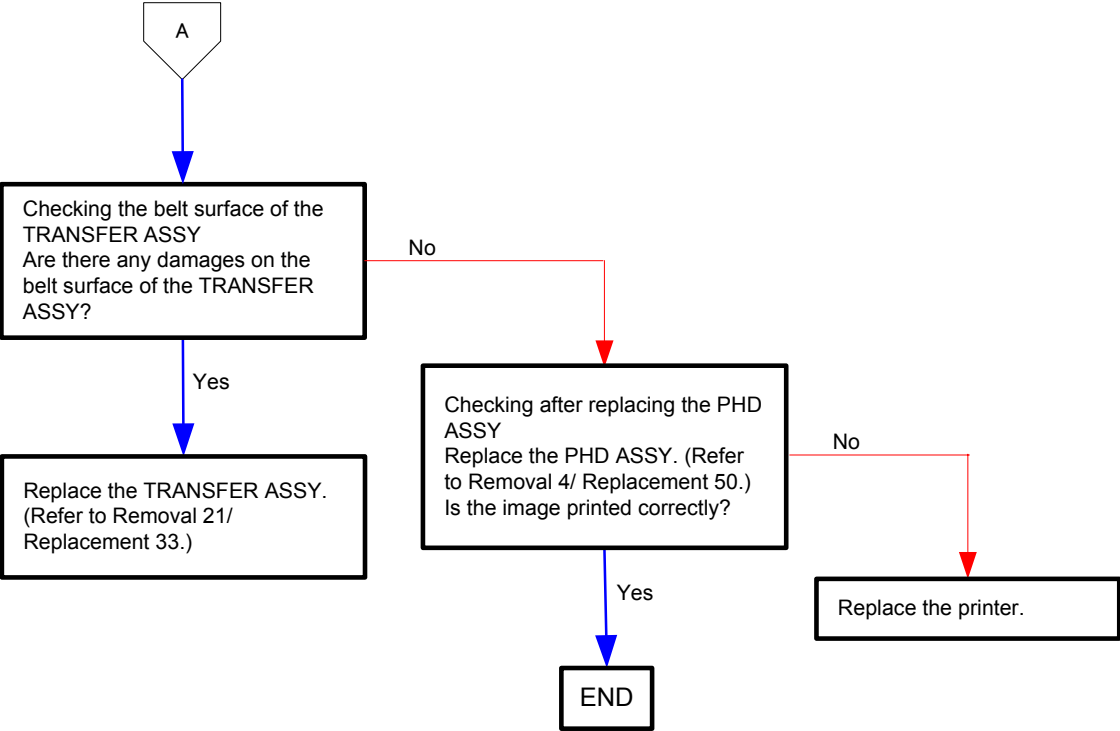 A
Checking the belt surface of the
TRANSFER ASSY
Are there any damages on the
belt surface of the TRANSFER
ASSY?
No
Yes
Replace the TRANSFER ASSY.
(Refer to Removal 21/
Replacement 33.)
Checking after replacing the PHD
ASSY
Replace the PHD ASSY. (Refer
to Removal 4/ Replacement 50.)
Is the image printed correctly?
No
Yes
Replace the printer.
END